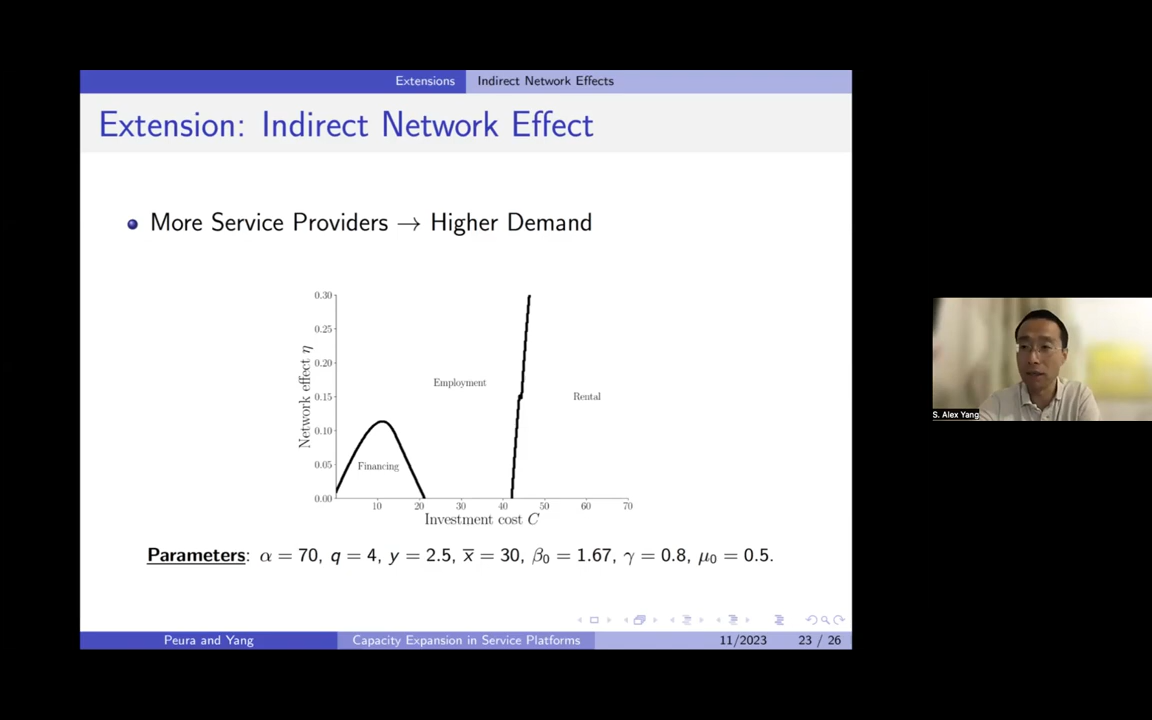 Extensions Indirect Network Effects
Extension: Indirect Network Effect
More Service Providers → Higher Demand
0.30
0.25
0.20
0.15
0.10
0.05
0.00
Network effect η
Employment
Rental
Financing
10 20 30 40 50 60 70
Investment cost C
Parameters: α = 70, q = 4, y = 2.5, x̅ = 30, β₀ = 1.67, γ = 0.8, μ₀ = 0.5.
Peura and Yang Capacity Expansion in Service Platforms 11/2023 23 / 26
S. Alex Yang